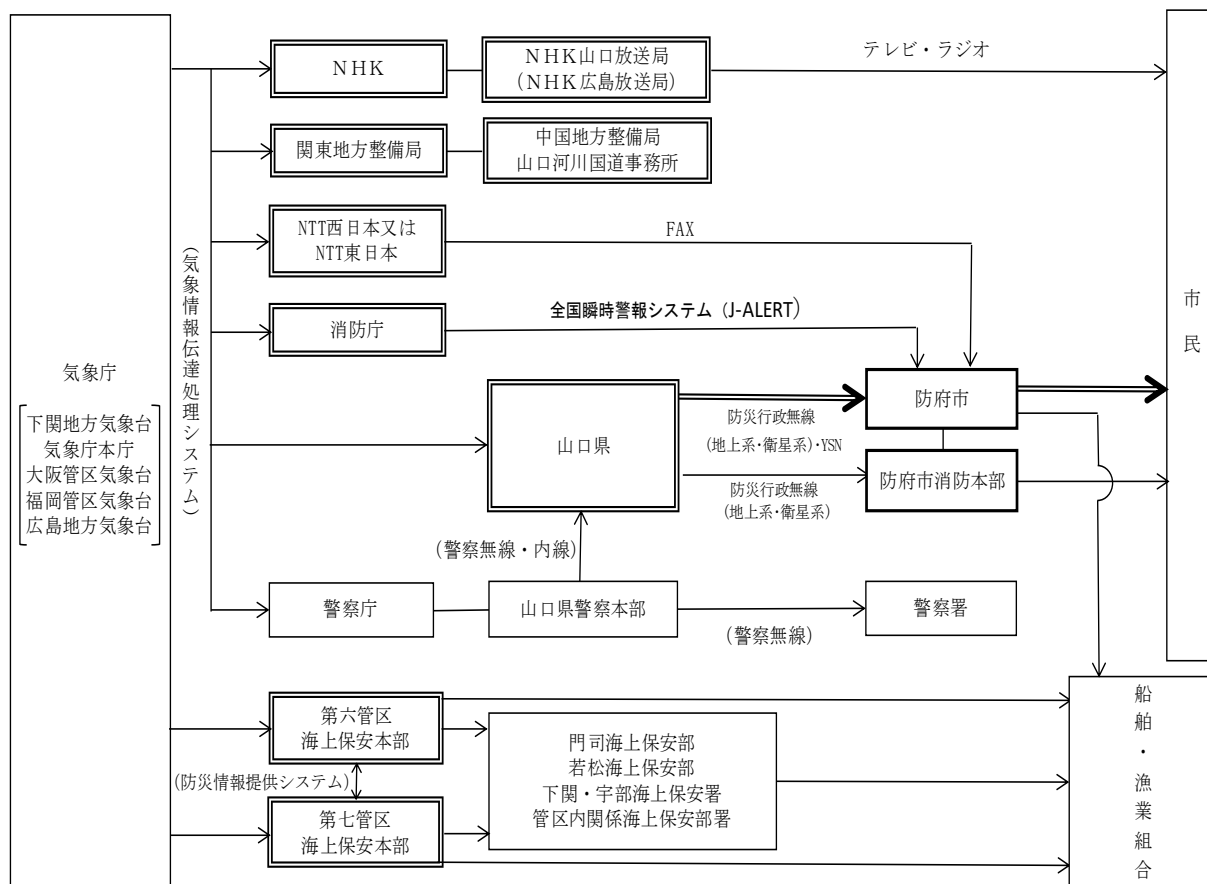 気象庁
下関地方気象台
気象庁本庁
大阪管区気象台
福岡管区気象台
広島地方気象台
(気象情報伝達処理システム)
NHK
NHK山口放送局
(NHK広島放送局)
テレビ・ラジオ
関東地方整備局
中国地方整備局
山口河川国道事務所
NTT西日本又は
NTT東日本
FAX
消防庁
全国瞬時警報システム (J-ALERT)
山口県
防災行政無線
(地上系・衛星系)・YSN
防災行政無線
(地上系・衛星系)
防府市
防府市消防本部
市民
(警察無線・内線)
警察庁
山口県警察本部
(警察無線)
警察署
第六管区
海上保安本部
(防災情報提供システム)
第七管区
海上保安本部
門司海上保安部
若松海上保安部
下関・宇部海上保安署
管区内関係海上保安部署
船舶・漁業組合